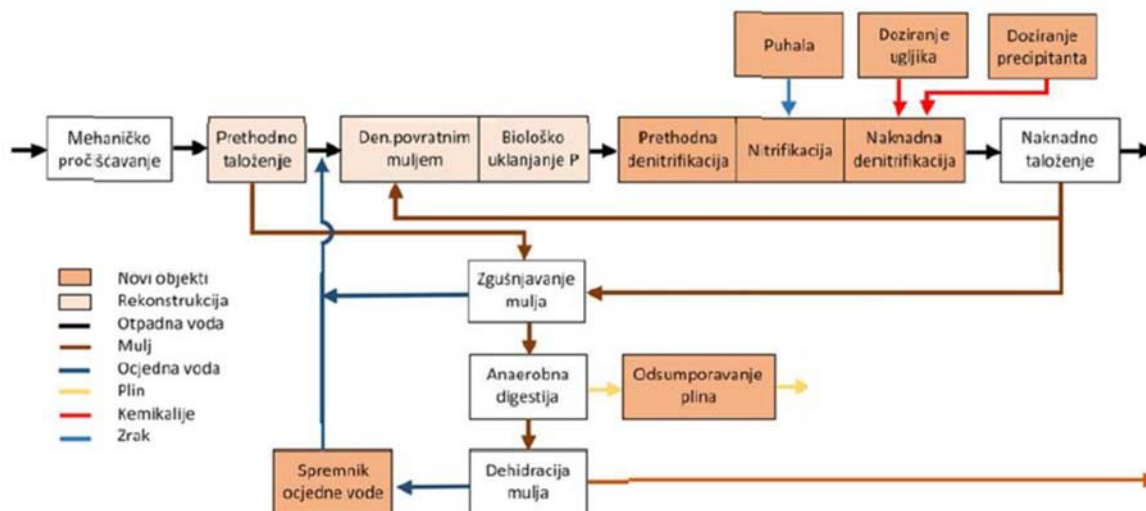 Puhala
Doziranje
ugljika
Doziranje
precipitanta
Mehaničko
pročišćavanje
Prethodno
taloženje
Den.povratnim
muljem
Biološko
uklanjanje P
Prethodna
denitrifikacija
Nitrifikacija
Naknadna
denitrifikacija
Naknadno
taloženje
Zgušnjavanje
mulja
Novi objekti
Rekonstrukcija
Otpadna voda
Mulj
Ocjedna voda
Plin
Kemikalije
Zrak
Anaerobna
digestija
Odsumporavanje
plina
Spremnik
ocjedne vode
Dehidracija
mulja